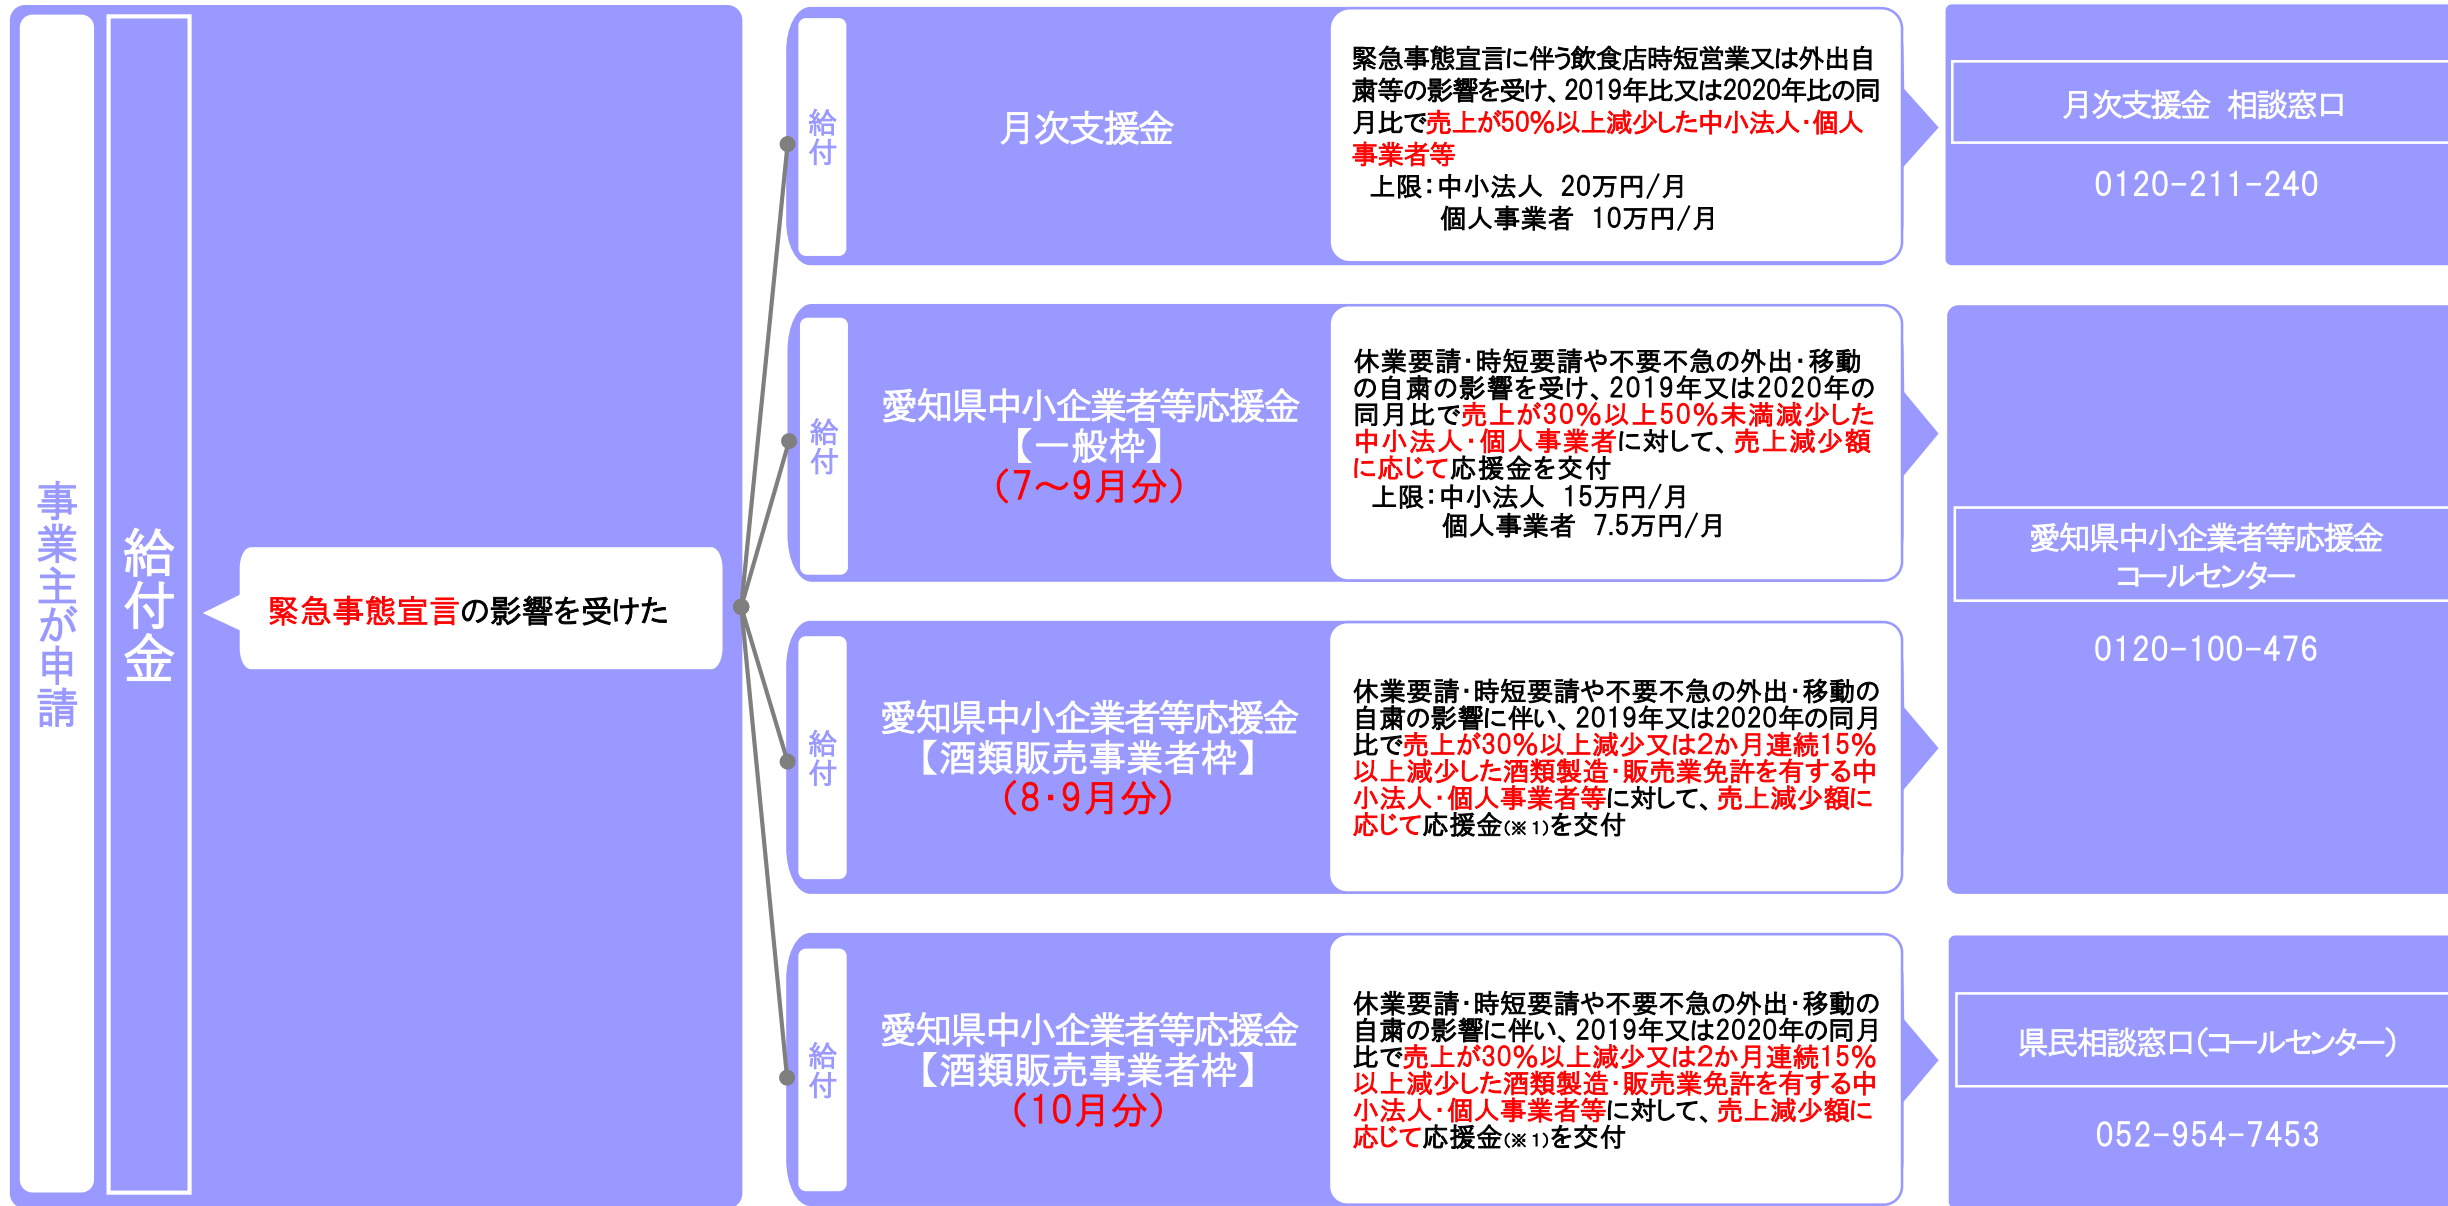 事業主が申請
給付金
緊急事態宣言の影響を受けた
給付
月次支援金
緊急事態宣言に伴う飲食店時短営業又は外出自
粛等の影響を受け、2019年比又は2020年比の同
月比で売上が50%以上減少した中小法人・個人
事業者等
上限：中小法人　20万円/月
個人事業者　10万円/月
月次支援金　相談窓口
0120-211-240
給付
愛知県中小企業者等応援金
【一般枠】
（7～9月分）
休業要請・時短要請や不要不急の外出・移動
の自粛の影響を受け、2019年又は2020年の
同月比で売上が30%以上50%未満減少した
中小法人・個人事業者に対して、売上減少額
に応じて応援金を交付
上限：中小法人　15万円/月
個人事業者　7.5万円/月
愛知県中小企業者等応援金
コールセンター
0120-100-476
給付
愛知県中小企業者等応援金
【酒類販売事業者枠】
（8・9月分）
休業要請・時短要請や不要不急の外出・移動の
自粛の影響に伴い、2019年又は2020年の同月
比で売上が30%以上減少又は2か月連続15%
以上減少した酒類製造・販売業免許を有する中
小法人・個人事業者等に対して、売上減少額に
応じて応援金(※1)を交付
給付
愛知県中小企業者等応援金
【酒類販売事業者枠】
（10月分）
休業要請・時短要請や不要不急の外出・移動の
自粛の影響に伴い、2019年又は2020年の同月
比で売上が30%以上減少又は2か月連続15%
以上減少した酒類製造・販売業免許を有する中
小法人・個人事業者等に対して、売上減少額に
応じて応援金(※1)を交付
県民相談窓口（コールセンター）
052-954-7453